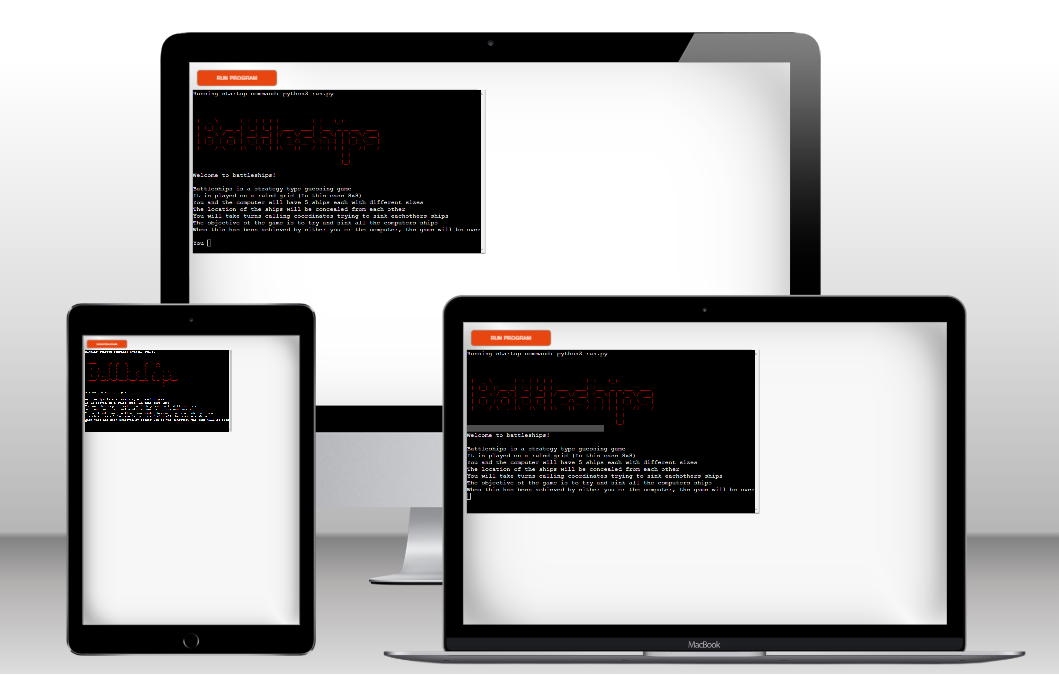 RUN PROGRAM
Running startup command: python3 run.py
Battleships
Welcome to battleships!
Battleships is a strategy type guessing game
It is played on a ruled grid (In this case 8x8)
You and the computer will have 5 ships each with different sizes
The location of the ships will be concealed from each other
You will take turns calling coordinates trying to sink eachothers ships
The objective of the game is to try and sink all the computers ships
When this has been achieved by either you or the computer, the game will be over
You
RUN PROGRAM
Running startup command: python3 run.py
Battleships
Welcome to battleships!
Battleships is a strategy type guessing game
It is played on a ruled grid (In this case 8x8)
You and the computer will have 5 ships each with different sizes
The location of the ships will be concealed from each other
You will take turns calling coordinates trying to sink eachothers ships
The objective of the game is to try and sink all the computers ships
When this has been achieved by either you or the computer, the game will be over
MacBook